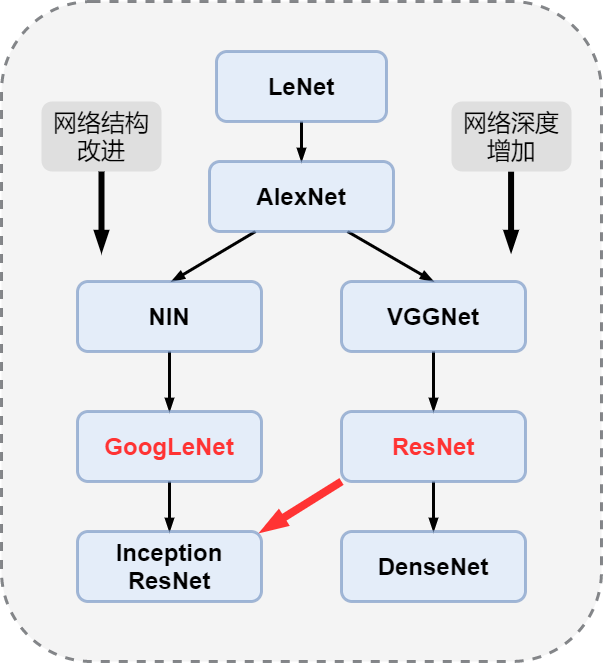 LeNet
网络结构
改进
网络深度
增加
AlexNet
NIN
VGGNet
GoogLeNet
ResNet
Inception
ResNet
DenseNet